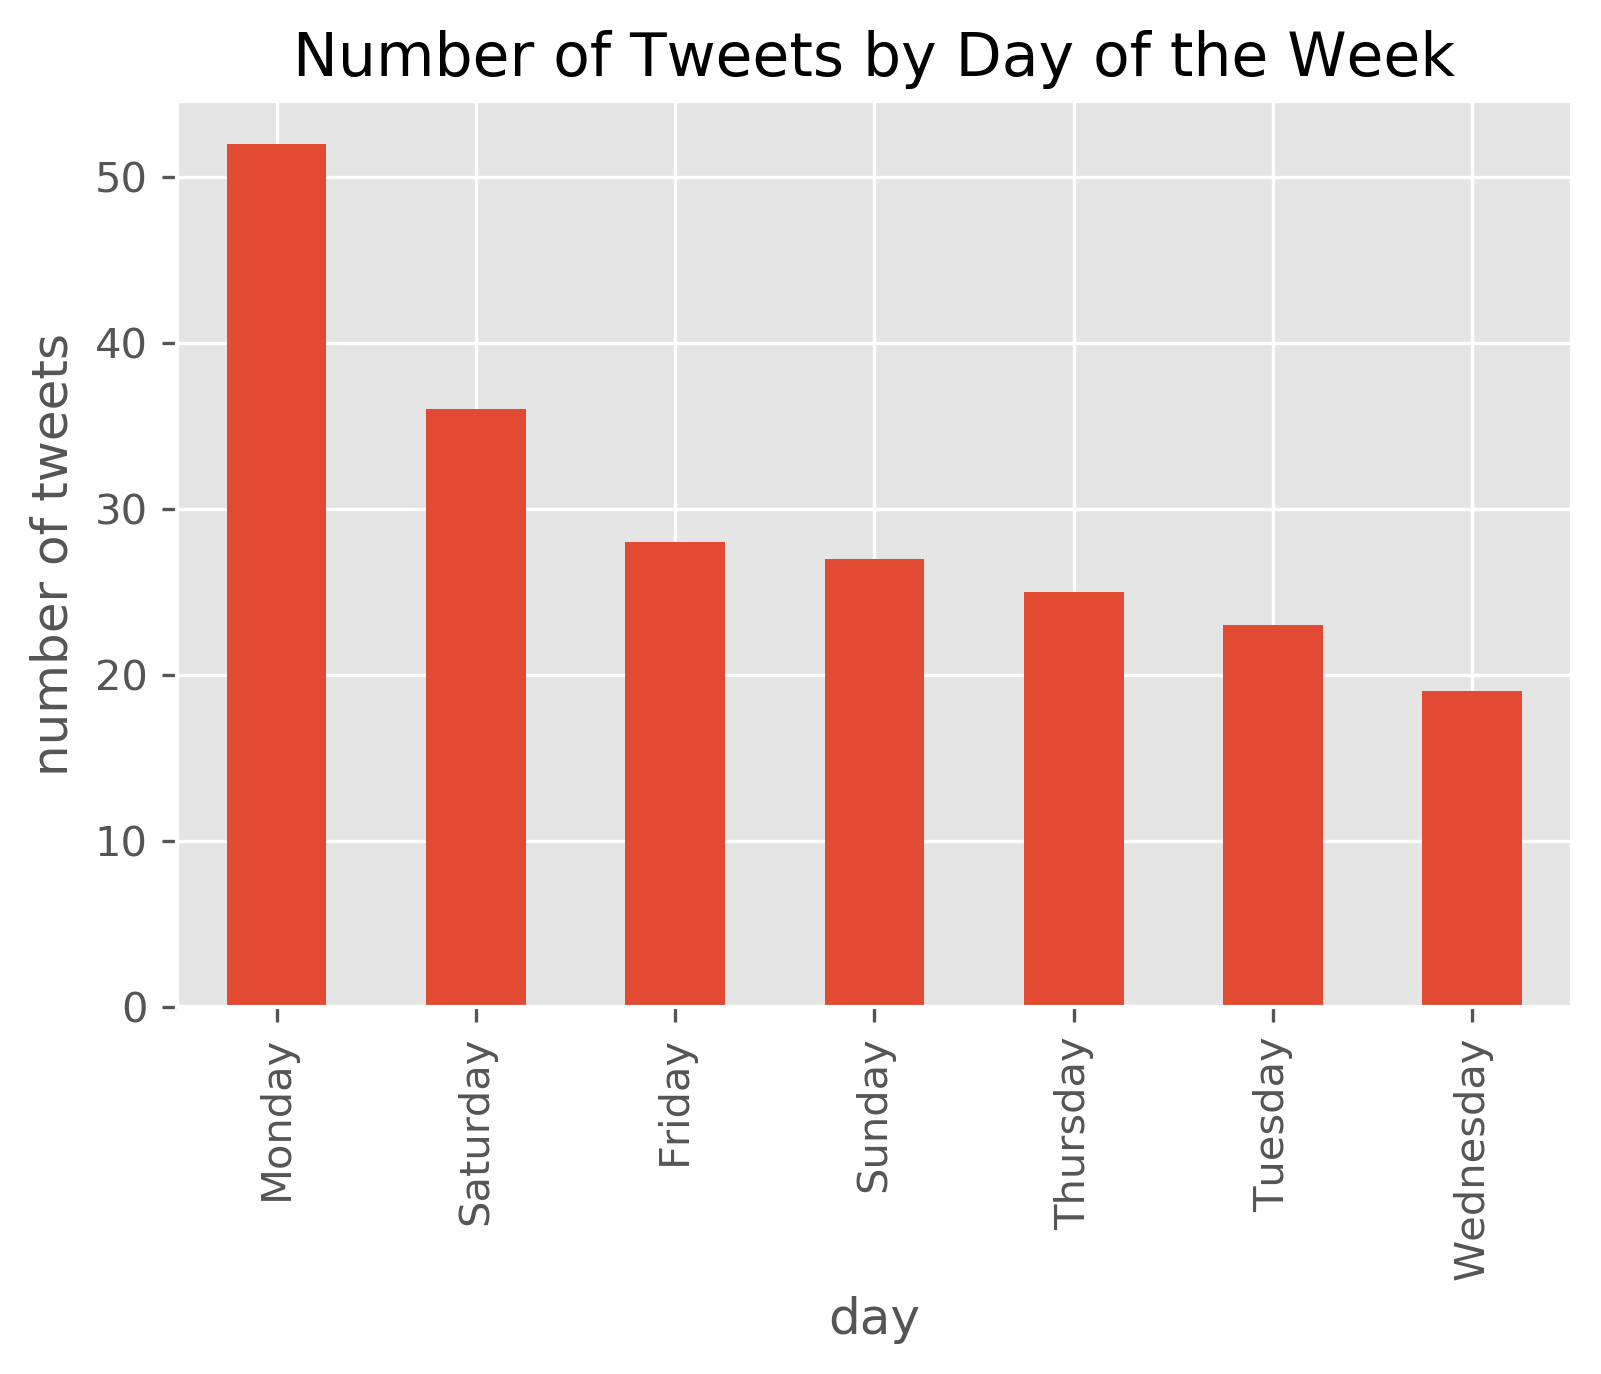 Number of Tweets by Day of the Week
number of tweets
50
40
30
20
10
0
Monday
Saturday
Friday
Sunday
Thursday
Tuesday
Wednesday
day